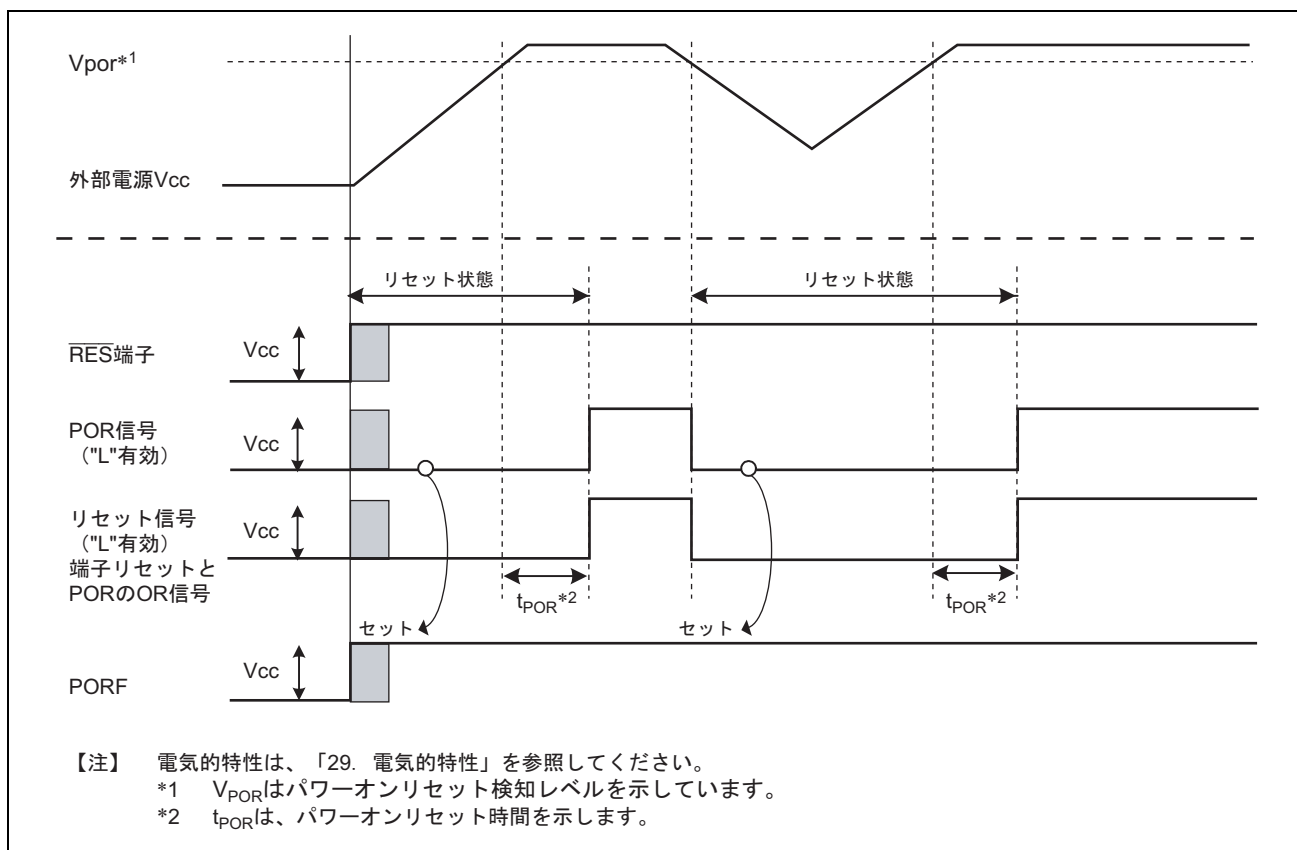 Vpor*1
外部電源Vcc
リセット状態 リセット状態
RES端子 Vcc
POR信号
("L"有効)
Vcc
リセット信号
("L"有効)
端子リセットと
PORのOR信号
Vcc
tPOR*2 tPOR*2
セット セット
Vcc
PORF
【注】 電気的特性は、「29. 電気的特性」を参照してください。
*1 VPORはパワーオンリセット検知レベルを示しています。
*2 tPORは、パワーオンリセット時間を示します。